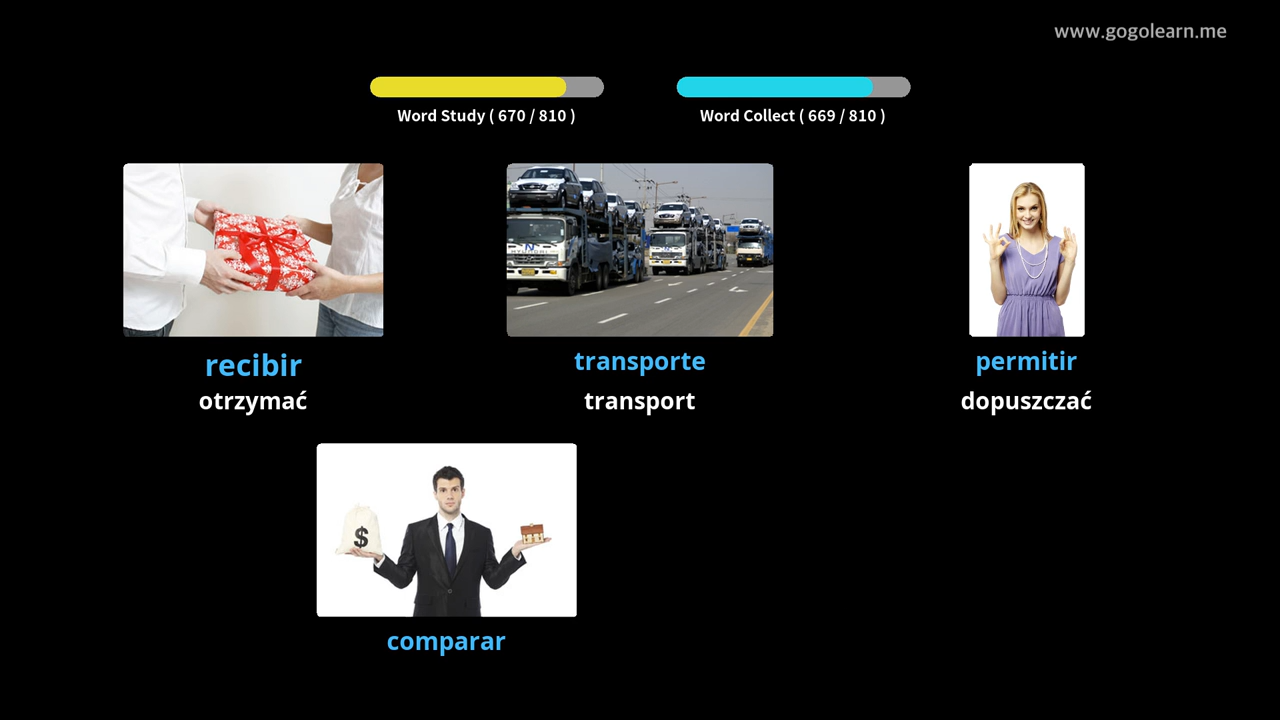 www.gogolearn.me
Word Study ( 670 / 810 )
Word Collect ( 669 / 810 )
$
recibir
transporte
permitir
otrzymać
transport
dopuszczać
comparar